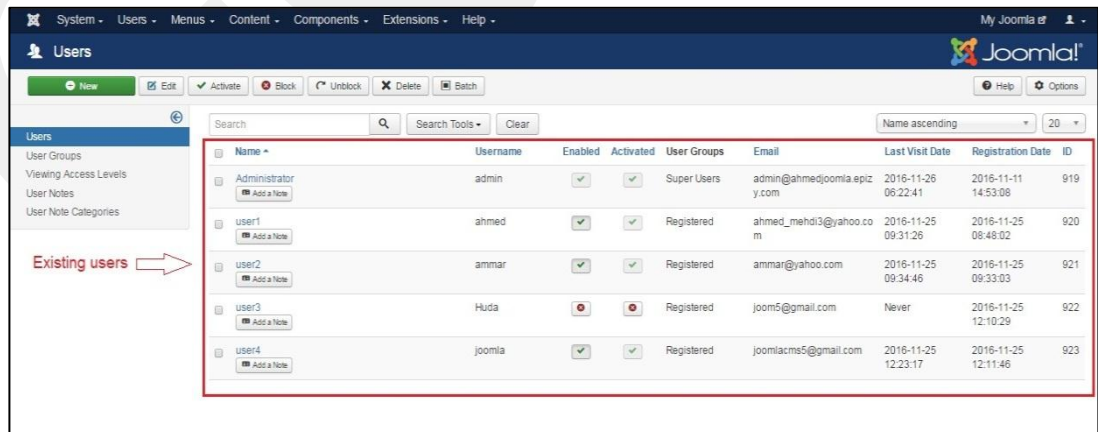 System Users Menus Content Components Extensions Help My Joomla
Users Joomla!
New Edit Activate Block Unblock Delete Batch Help Options
Search Search Tools Clear Name ascending 20
Users
User Groups
Viewing Access Levels
User Notes
User Note Categories
Existing users
Name Username Enabled Activated User Groups Email Last Visit Date Registration Date ID
Administrator admin Super Users admin@ahmedjoomla.epiz 2016-11-26 2016-11-11 919
Add a Note y.com 06:22:41 14:53:08
user1 ahmed Registered ahmed_mehdi3@yahoo.co 2016-11-25 2016-11-25 920
Add a Note m 09:31:26 08:48:02
user2 ammar Registered ammar@yahoo.com 2016-11-25 2016-11-25 921
Add a Note 09:34:46 09:33:03
user3 Huda Registered joom5@gmail.com Never 2016-11-25 922
Add a Note 12:10:29
user4 joomla Registered joomlacms5@gmail.com 2016-11-25 2016-11-25 923
Add a Note 12:23:17 12:11:46